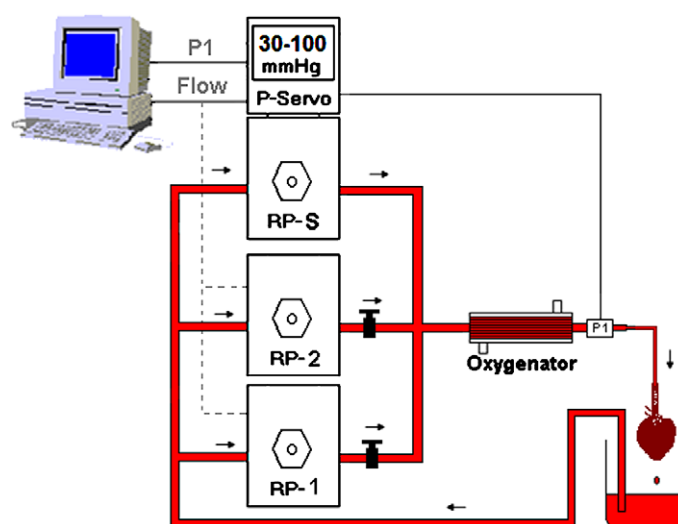 P1
30-100
mmHg
Flow
P-Servo
RP-S
RP-2
P1
Oxygenator
RP-1